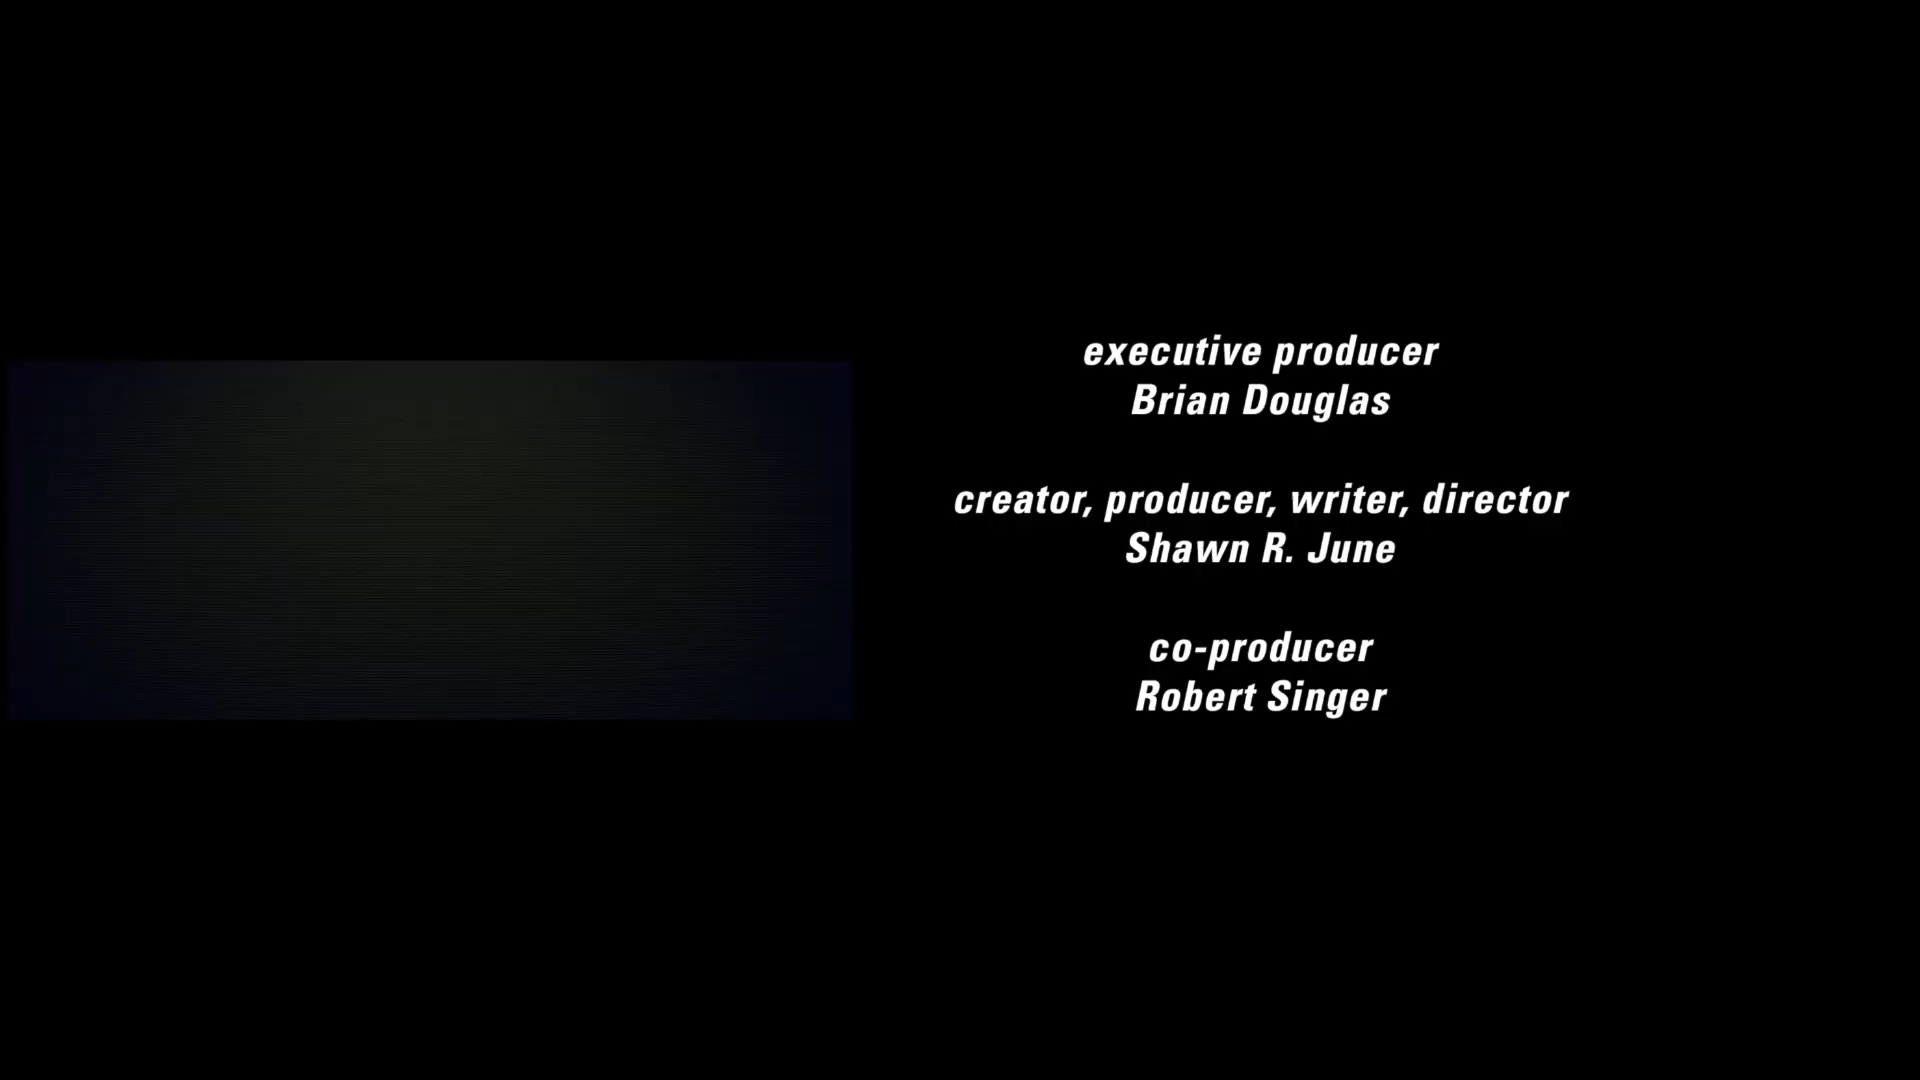 executive producer
Brian Douglas
creator, producer, writer, director
Shawn R. June
co-producer
Robert Singer